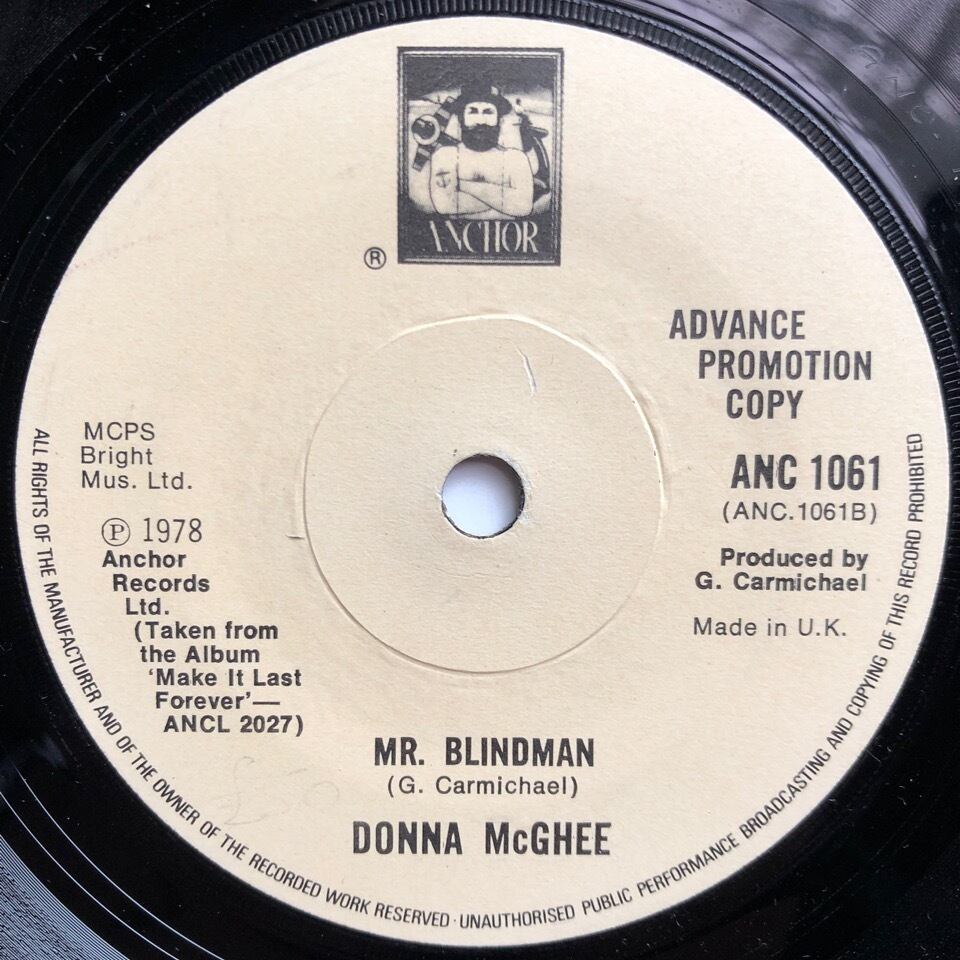 ANCHOR
®
ADVANCE
PROMOTION
COPY
ANC 1061
(ANC.1061B)
Produced by
G. Carmichael
Made in U.K.
MCPS
Bright
Mus. Ltd.
Ⓟ 1978
Anchor
Records
Ltd.
(Taken from
the Album
‘Make It Last
Forever’—
ANCL 2027)
MR. BLINDMAN
(G. Carmichael)
DONNA McGHEE
ALL RIGHTS OF THE MANUFACTURER AND OF THE OWNER OF THE RECORDED WORK RESERVED · UNAUTHORISED PUBLIC PERFORMANCE BROADCASTING AND COPYING OF THIS RECORD PROHIBITED